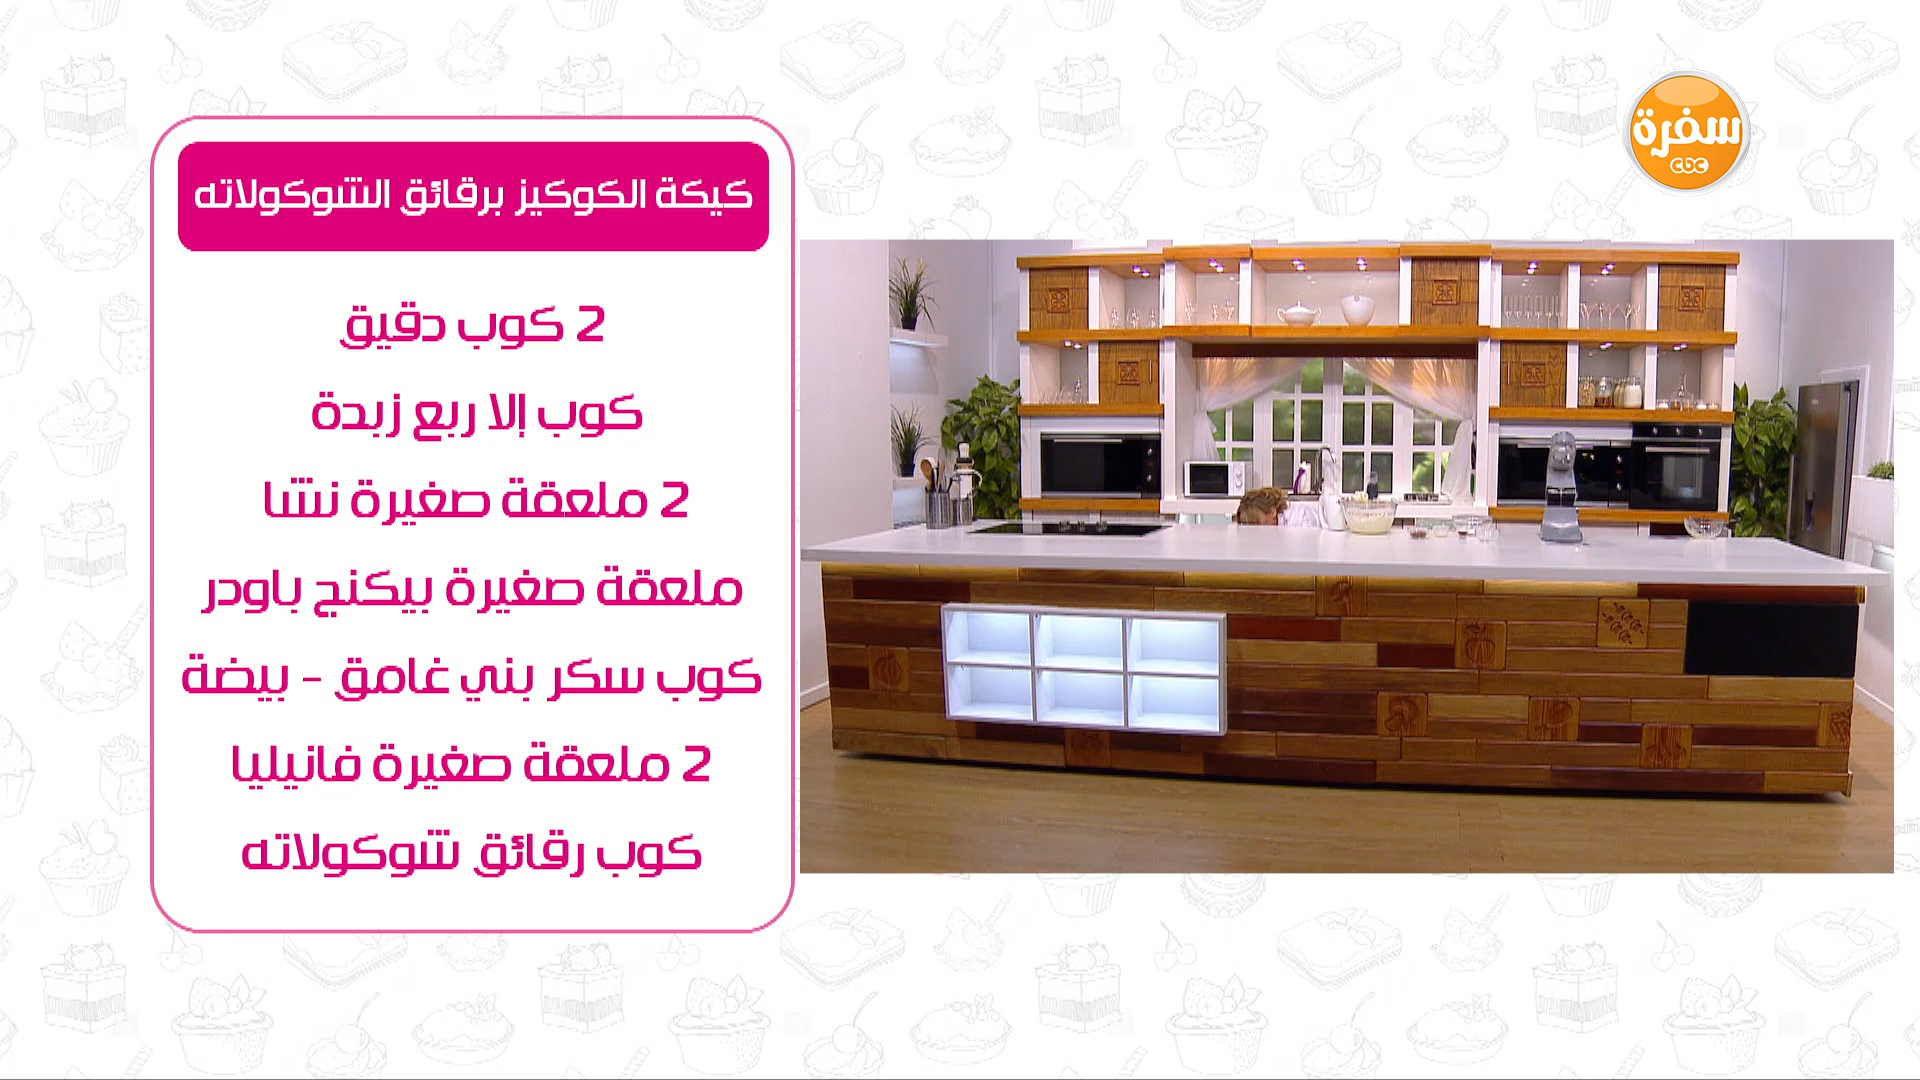 كيكة الكوكيز برقائق الشوكولاته
2 كوب دقيق
كوب إلا ربع زبدة
2 ملعقة صغيرة نشا
ملعقة صغيرة بيكنج باودر
كوب سكر بني غامق - بيضة
2 ملعقة صغيرة فانيليا
كوب رقائق شوكولاته
سفرة
cbc